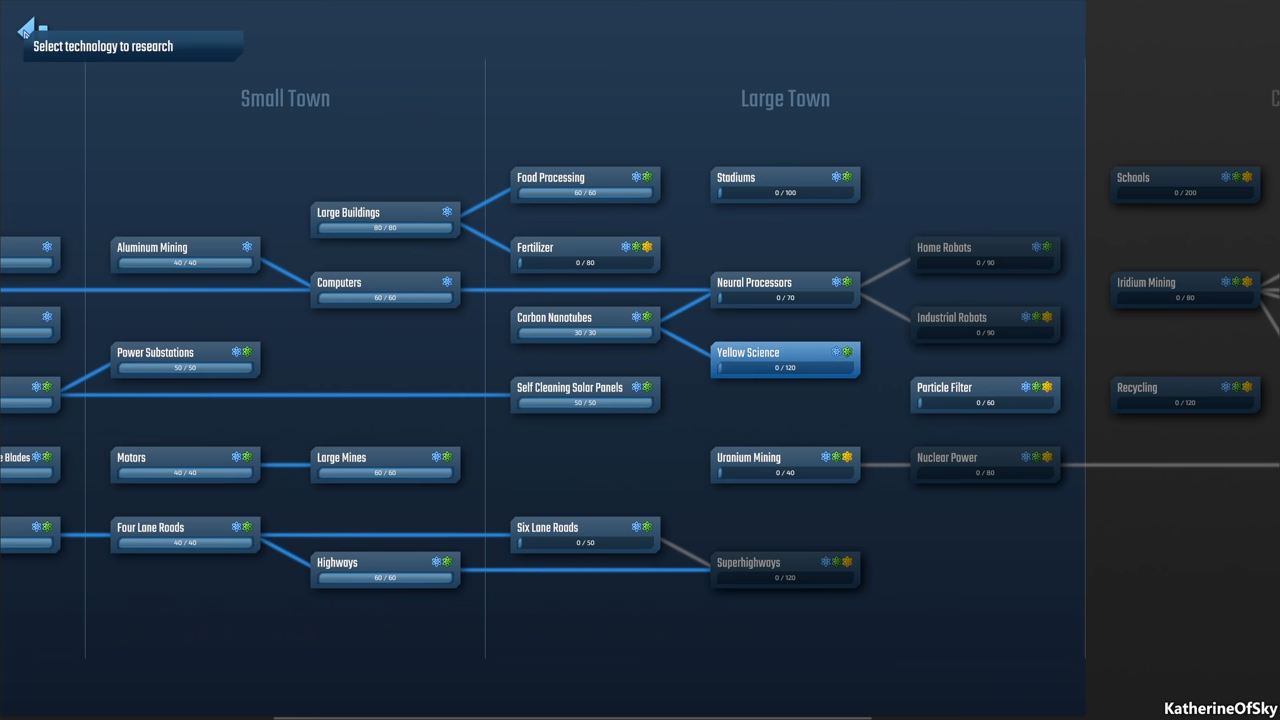 Select technology to research
Small Town
Large Town
C
Food Processing
60 / 60
Stadiums
0 / 100
Schools
0 / 200
Large Buildings
80 / 80
Aluminum Mining
40 / 40
Fertilizer
0 / 80
Home Robots
0 / 90
Computers
60 / 60
Neural Processors
0 / 70
Iridium Mining
0 / 80
Carbon Nanotubes
30 / 30
Industrial Robots
0 / 90
Power Substations
50 / 50
Yellow Science
0 / 120
Self Cleaning Solar Panels
50 / 50
Particle Filter
0 / 60
Recycling
0 / 120
e Blades
Motors
40 / 40
Large Mines
60 / 60
Uranium Mining
0 / 40
Nuclear Power
0 / 80
Four Lane Roads
40 / 40
Six Lane Roads
0 / 50
Highways
60 / 60
Superhighways
0 / 120
KatherineOfSky